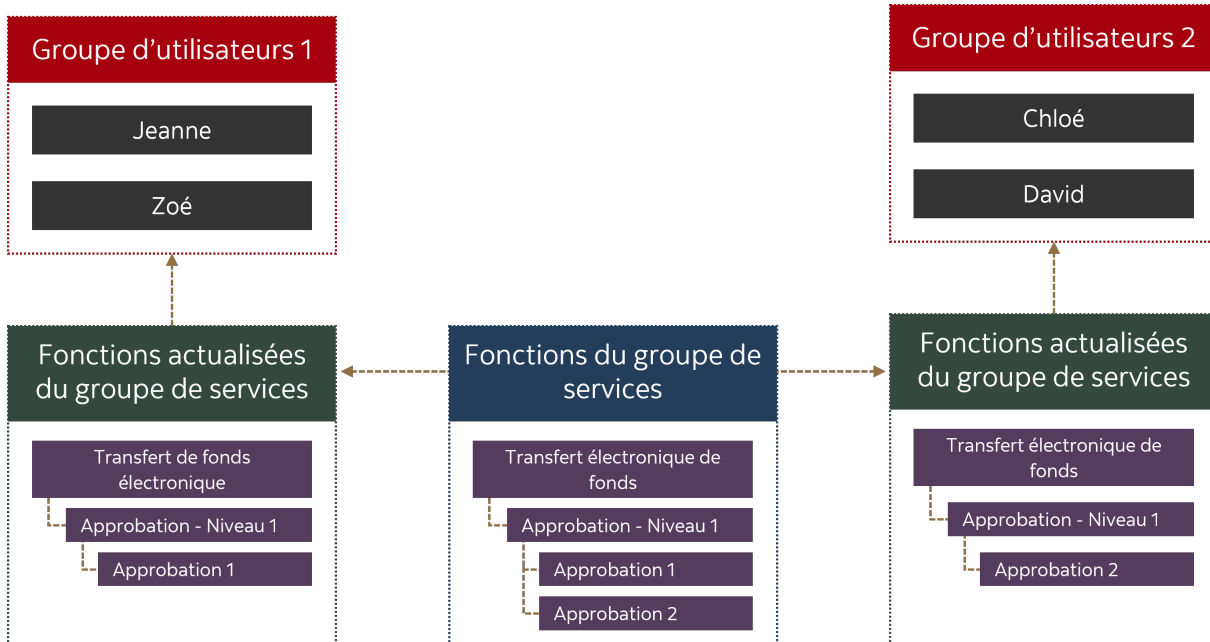 Groupe d’utilisateurs 1
Jeanne
Zoé
Groupe d’utilisateurs 2
Chloé
David
Fonctions actualisées
du groupe de services
Transfert de fonds
électronique
Approbation - Niveau 1
Approbation 1
Fonctions du groupe de
services
Transfert électronique de
fonds
Approbation - Niveau 1
Approbation 1
Approbation 2
Fonctions actualisées
du groupe de services
Transfert électronique de
fonds
Approbation - Niveau 1
Approbation 2